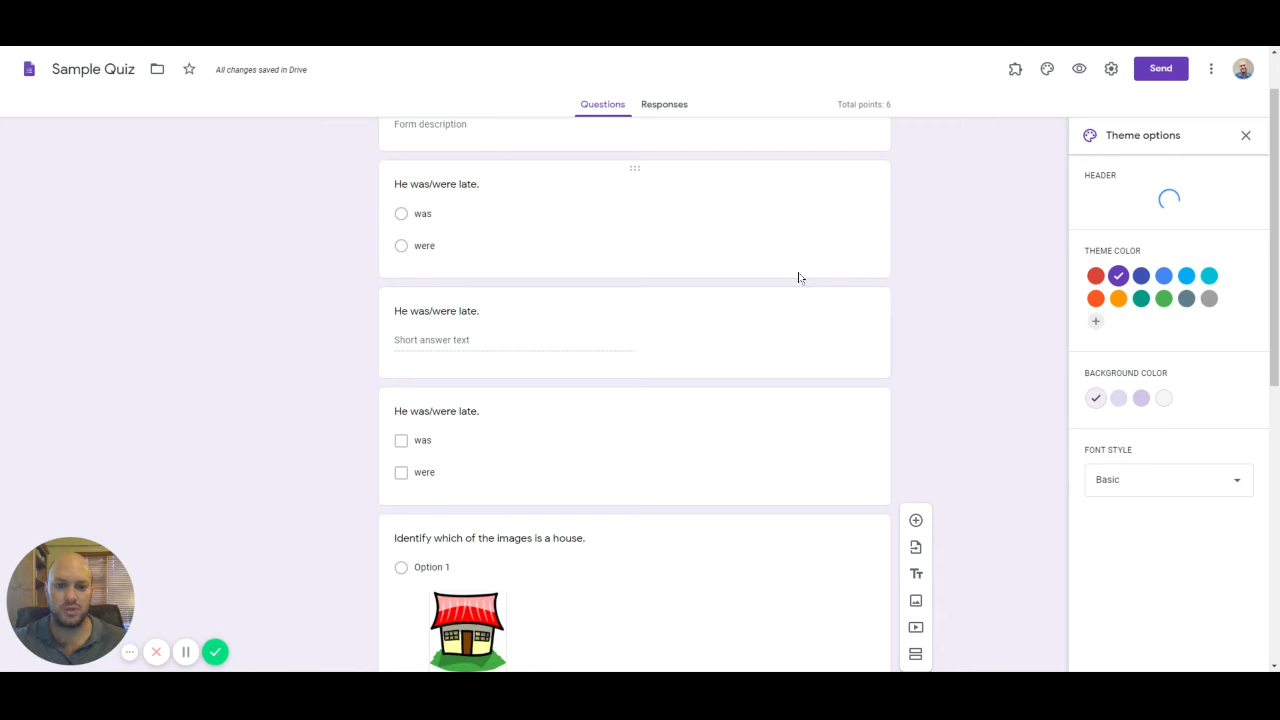 Sample Quiz
All changes saved in Drive
Send
Questions
Responses
Total points: 6
Form description
He was/were late.
was
were
He was/were late.
Short answer text
He was/were late.
was
were
Identify which of the images is a house.
Option 1
Tt
Theme options
HEADER
THEME COLOR
BACKGROUND COLOR
FONT STYLE
Basic